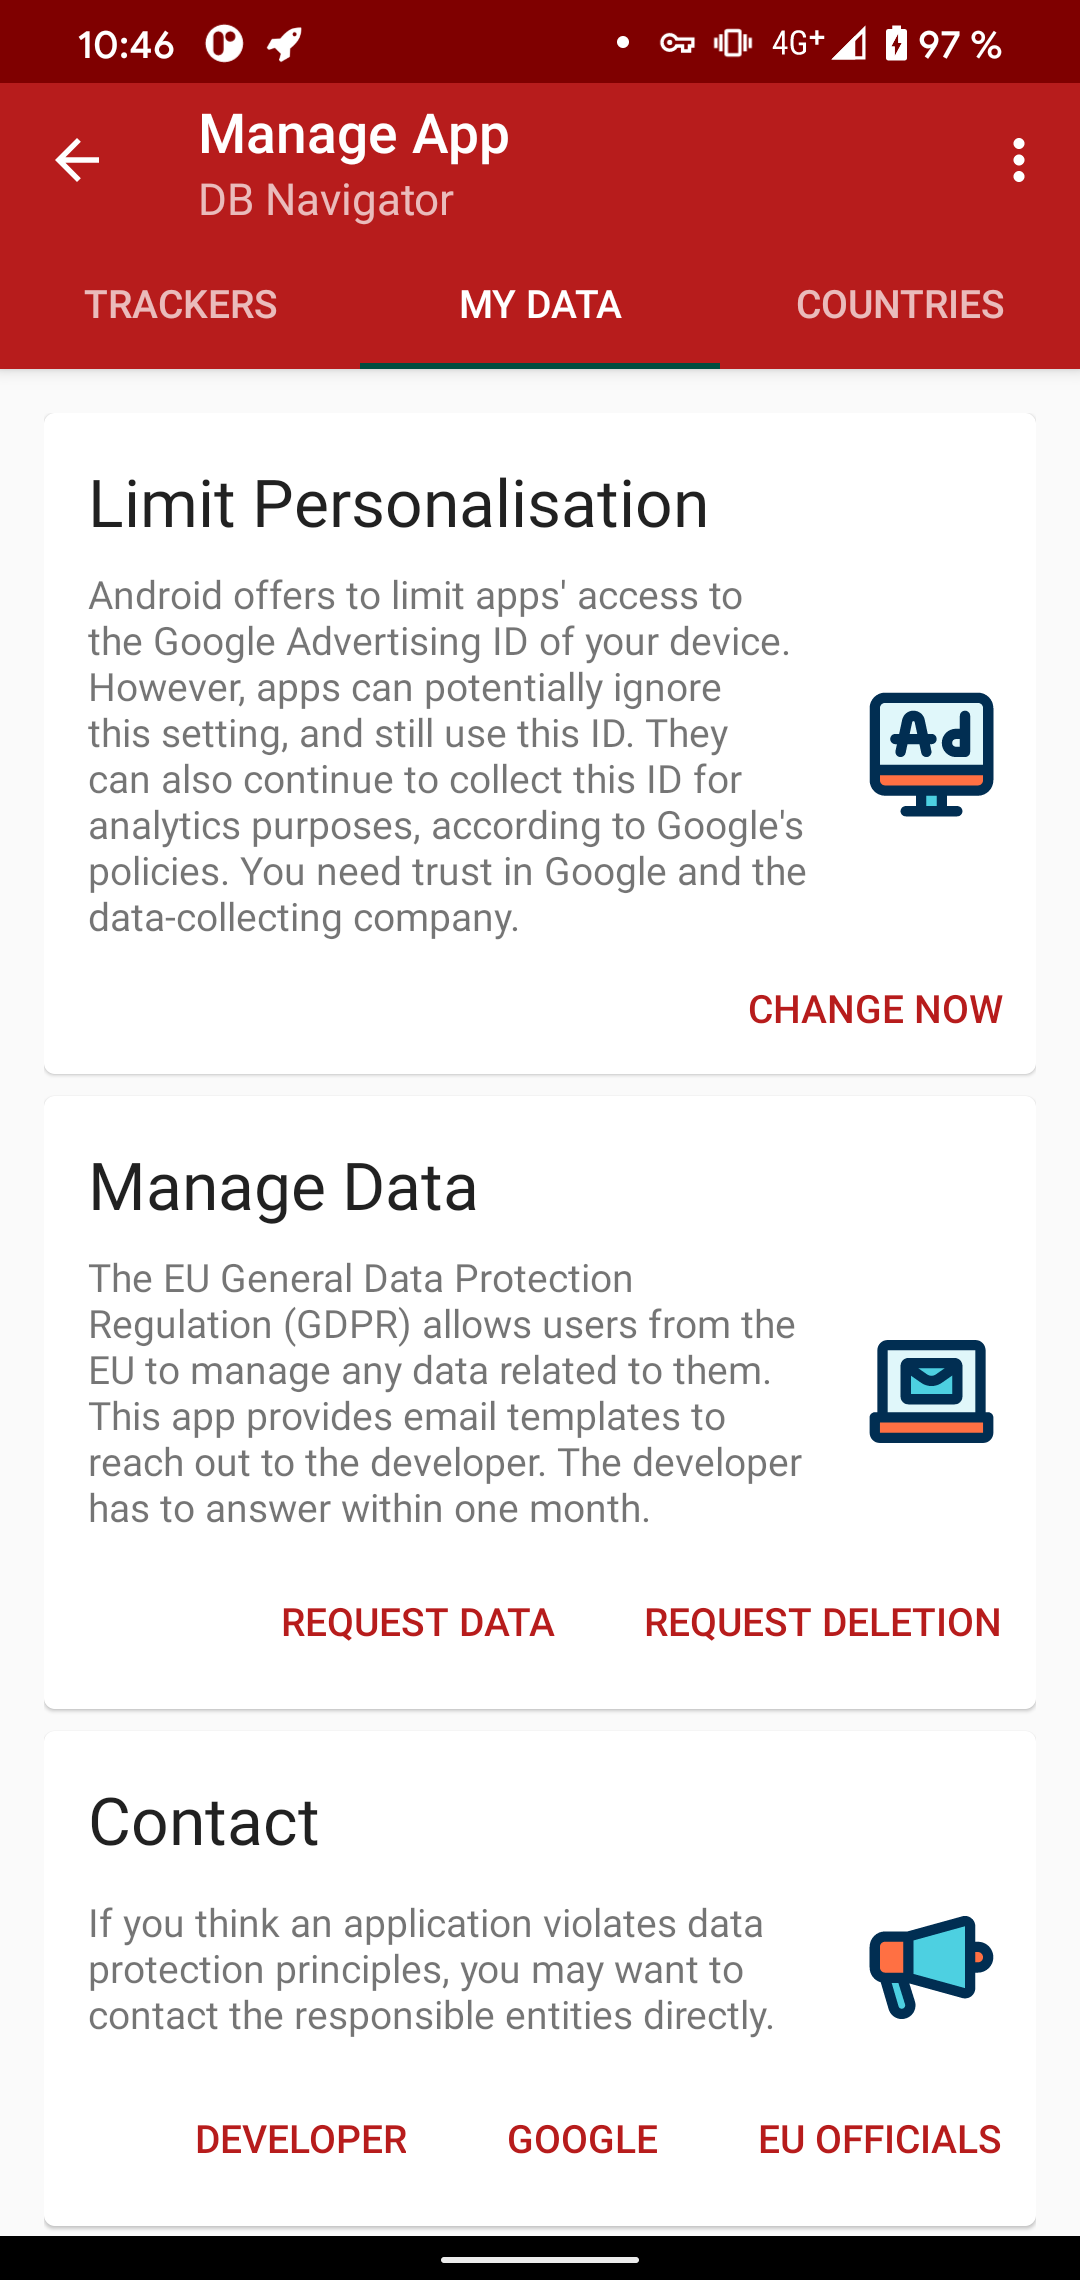 10:46
4G+ 97 %
Manage App
DB Navigator
TRACKERS MY DATA COUNTRIES
Limit Personalisation
Android offers to limit apps' access to
the Google Advertising ID of your device.
However, apps can potentially ignore
this setting, and still use this ID. They
can also continue to collect this ID for
analytics purposes, according to Google's
policies. You need trust in Google and the
data-collecting company.
Ad
CHANGE NOW
Manage Data
The EU General Data Protection
Regulation (GDPR) allows users from the
EU to manage any data related to them.
This app provides email templates to
reach out to the developer. The developer
has to answer within one month.
REQUEST DATA REQUEST DELETION
Contact
If you think an application violates data
protection principles, you may want to
contact the responsible entities directly.
DEVELOPER GOOGLE EU OFFICIALS